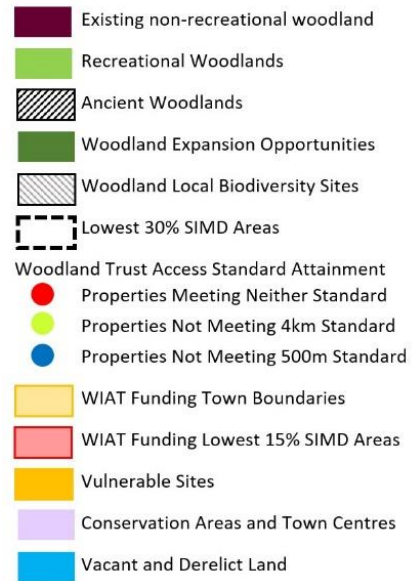 Existing non-recreational woodland
Recreational Woodlands
Ancient Woodlands
Woodland Expansion Opportunities
Woodland Local Biodiversity Sites
Lowest 30% SIMD Areas
Woodland Trust Access Standard Attainment
Properties Meeting Neither Standard
Properties Not Meeting 4km Standard
Properties Not Meeting 500m Standard
WIAT Funding Town Boundaries
WIAT Funding Lowest 15% SIMD Areas
Vulnerable Sites
Conservation Areas and Town Centres
Vacant and Derelict Land